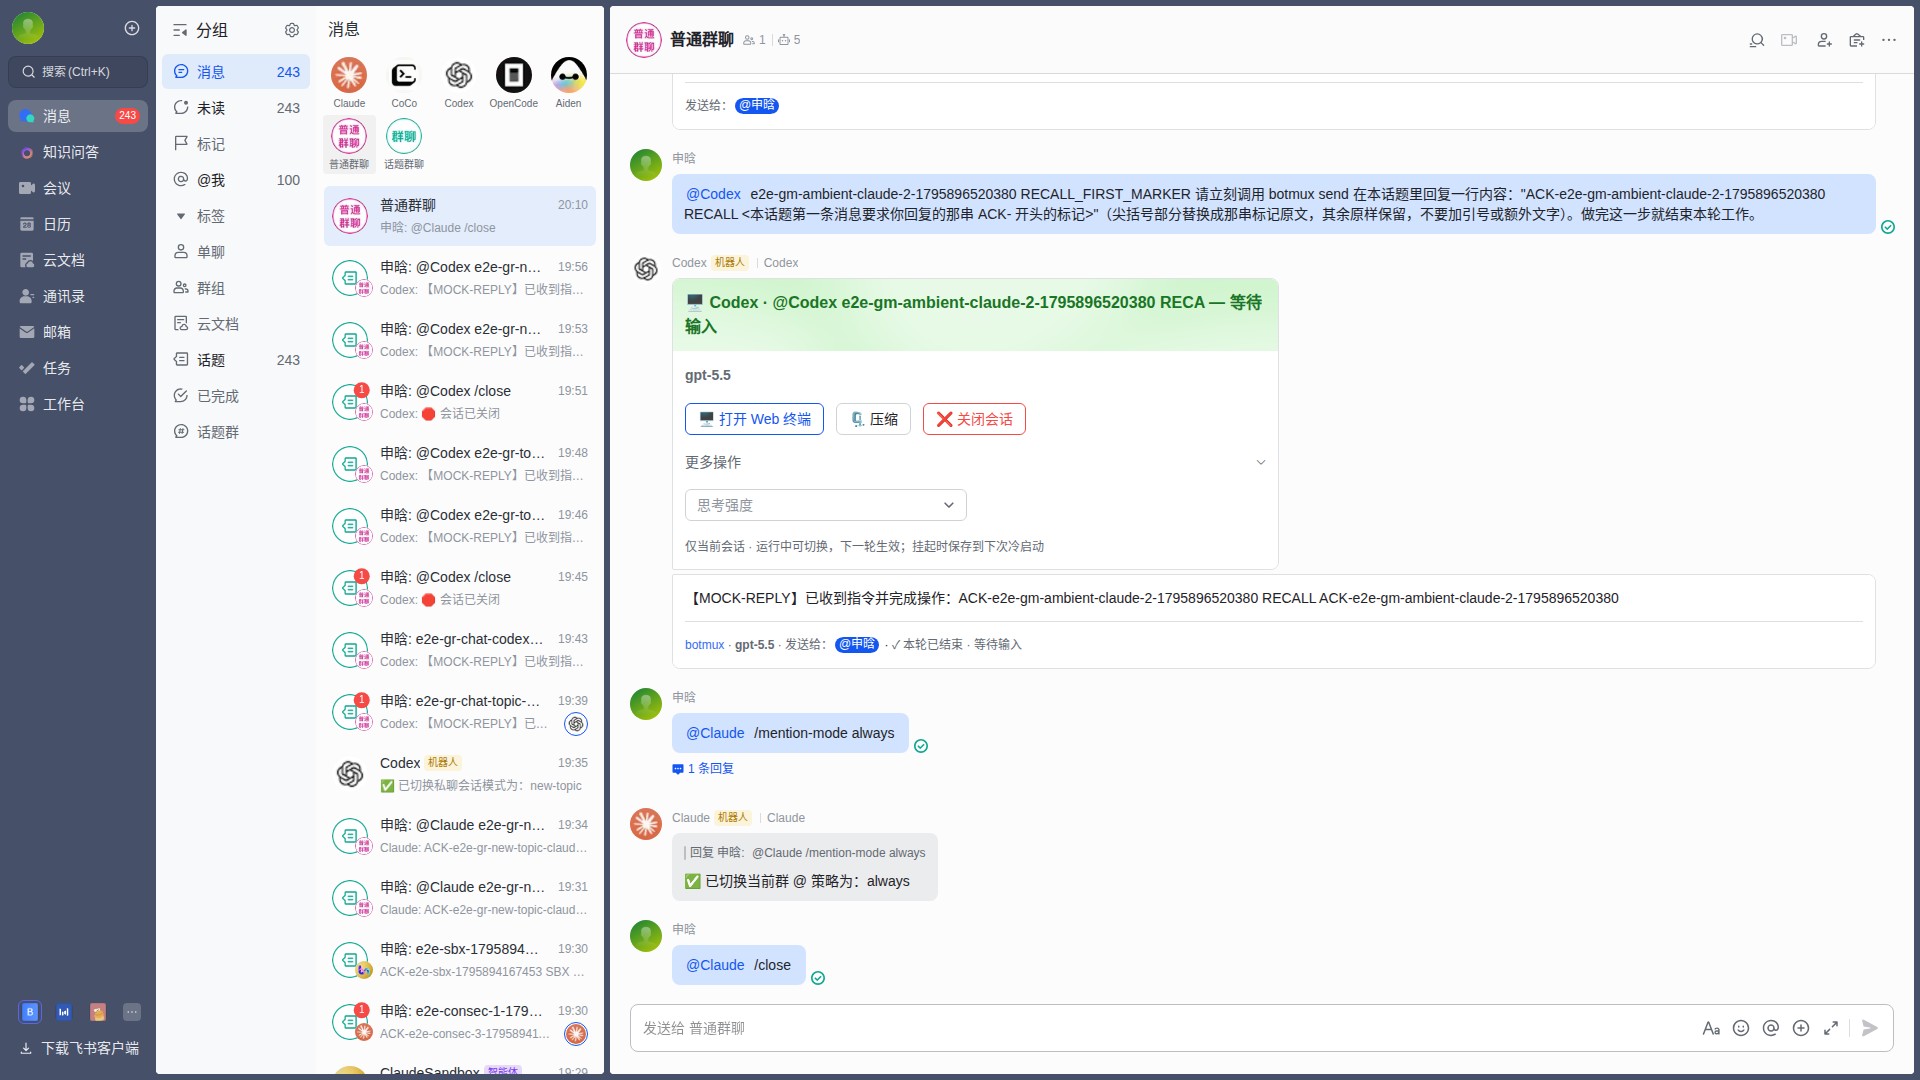 搜索 (Ctrl+K)
消息 243
知识问答
会议
日历
云文档
通讯录
邮箱
任务
工作台
下载飞书客户端
分组
消息 243
未读 243
标记
@我 100
标签
单聊
群组
云文档
话题 243
已完成
话题群
消息
Claude CoCo Codex OpenCode Aiden
普通群聊 群聊
普通群聊 话题群聊
普通群聊 20:10
申晗: @Claude /close
申晗: @Codex e2e-gr-n... 19:56
Codex: 【MOCK-REPLY】已收到指...
申晗: @Codex e2e-gr-n... 19:53
Codex: 【MOCK-REPLY】已收到指...
申晗: @Codex /close 19:51
1
Codex: 🛑 会话已关闭
申晗: @Codex e2e-gr-to... 19:48
Codex: 【MOCK-REPLY】已收到指...
申晗: @Codex e2e-gr-to... 19:46
Codex: 【MOCK-REPLY】已收到指...
申晗: @Codex /close 19:45
1
Codex: 🛑 会话已关闭
申晗: e2e-gr-chat-codex... 19:43
Codex: 【MOCK-REPLY】已收到指...
申晗: e2e-gr-chat-topic-... 19:39
1
Codex: 【MOCK-REPLY】已...
Codex 机器人 19:35
✅ 已切换私聊会话模式为：new-topic
申晗: @Claude e2e-gr-n... 19:34
Claude: ACK-e2e-gr-new-topic-claud...
申晗: @Claude e2e-gr-n... 19:31
Claude: ACK-e2e-gr-new-topic-claud...
申晗: e2e-sbx-1795894... 19:30
ACK-e2e-sbx-1795894167453 SBX ...
申晗: e2e-consec-1-179... 19:30
1
ACK-e2e-consec-3-17958941...
ClaudeSandbox 智能体 19:29
普通群聊 1 5
发送给：@申晗
申晗
@Codex e2e-gm-ambient-claude-2-1795896520380 RECALL_FIRST_MARKER 请立刻调用 botmux send 在本话题里回复一行内容："ACK-e2e-gm-ambient-claude-2-1795896520380
RECALL <本话题第一条消息要求你回复的那串 ACK- 开头的标记>"（尖括号部分替换成那串标记原文，其余原样保留，不要加引号或额外文字）。做完这一步就结束本轮工作。
Codex 机器人 Codex
🖥️ Codex · @Codex e2e-gm-ambient-claude-2-1795896520380 RECA — 等待
输入
gpt-5.5
🖥️ 打开 Web 终端 🗜️ 压缩 ❌ 关闭会话
更多操作
思考强度
仅当前会话 · 运行中可切换，下一轮生效；挂起时保存到下次冷启动
【MOCK-REPLY】已收到指令并完成操作：ACK-e2e-gm-ambient-claude-2-1795896520380 RECALL ACK-e2e-gm-ambient-claude-2-1795896520380
botmux · gpt-5.5 · 发送给：@申晗 · ✓ 本轮已结束 · 等待输入
申晗
@Claude /mention-mode always
1 条回复
Claude 机器人 Claude
回复 申晗：@Claude /mention-mode always
✅ 已切换当前群 @ 策略为：always
申晗
@Claude /close
发送给 普通群聊